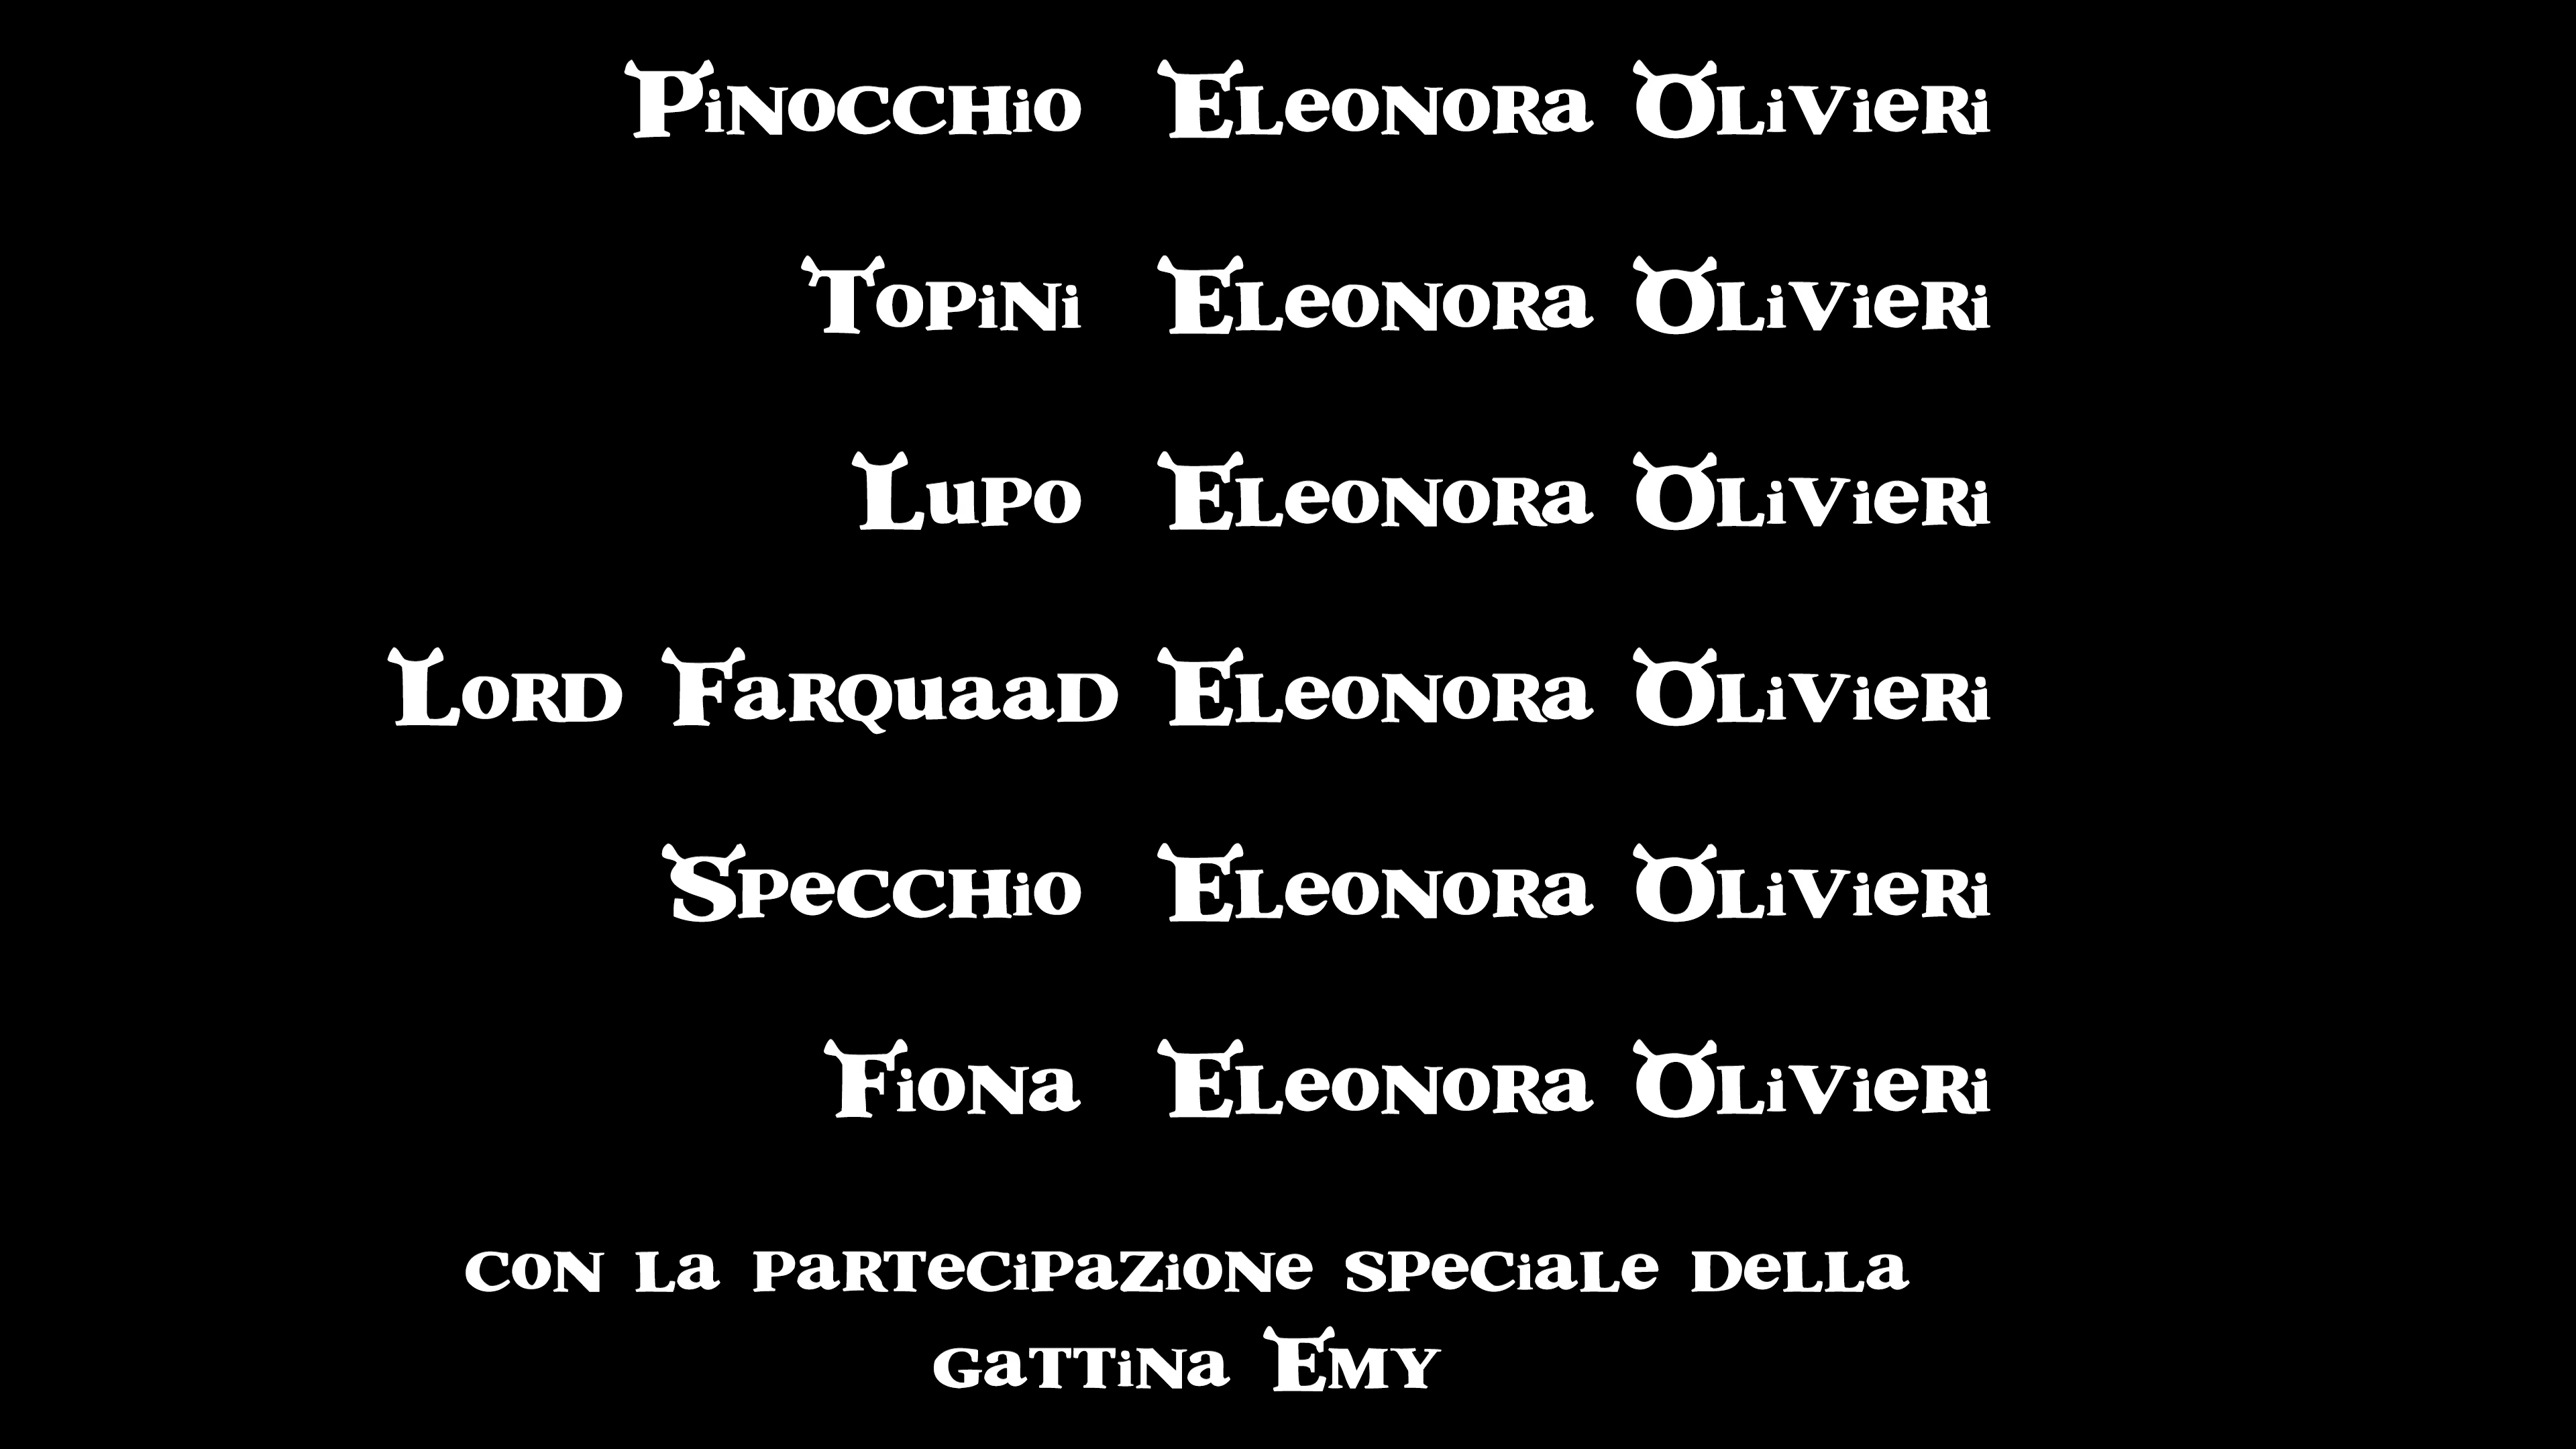 Pinocchio Eleonora Olivieri
Topini Eleonora Olivieri
Lupo Eleonora Olivieri
Lord Farquaad Eleonora Olivieri
Specchio Eleonora Olivieri
Fiona Eleonora Olivieri
con la partecipazione speciale della
gattina Emy